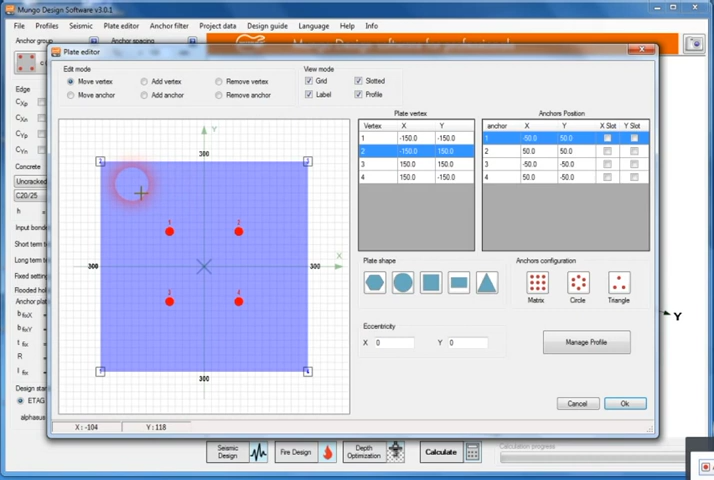 Mungo Design Software v3.0.1
File Profiles Seismic Plate editor Anchor filter Project data Design guide Language Help Info
Anchor group
Anchor spacing
Plate editor
Edit mode
Move vertex Add vertex Remove vertex
Move anchor Add anchor Remove anchor
View mode
Grid Slotted
Label Profile
Edge
Concrete
Uncracked
C20/25
h =
Input bondin
Short term t
Long term t
Fixed setting
Flooded ho
Anchor plat
b fixX
b fixY
t fix =
R =
l fix =
Design star
ETAG
alphasus
Y
300
300
X
300
300
1
2
3
4
Plate vertex
Vertex X Y
1 -150.0 -150.0
2 -150.0 150.0
3 150.0 150.0
4 150.0 -150.0
Anchors Position
anchor X Y X Slot Y Slot
1 -50.0 50.0
2 50.0 50.0
3 -50.0 -50.0
4 50.0 -50.0
Plate shape
Anchors configuration
Matrix Circle Triangle
Eccentricity
X 0 Y 0
Manage Profile
Cancel Ok
X : -104 Y : 118
Y
Seismic
Design
Fire Design
Depth
Optimization
Calculate
Calculation progress